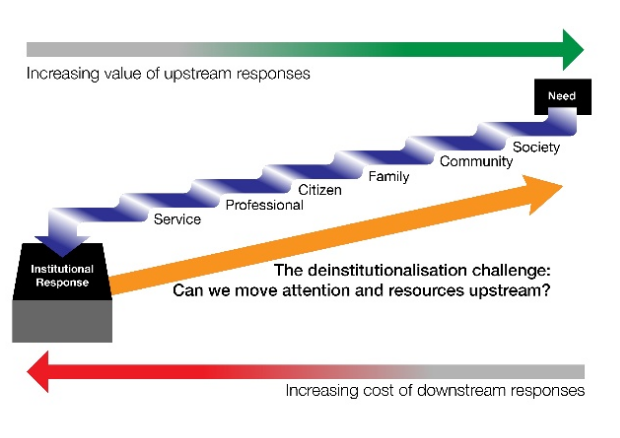 Increasing value of upstream responses
Need
Society
Community
Family
Citizen
Professional
Service
Institutional
Response
The deinstitutionalisation challenge:
Can we move attention and resources upstream?
Increasing cost of downstream responses